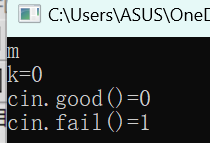 C:\Users\ASUS\OneD
m
k=0
cin.good()=0
cin.fail()=1